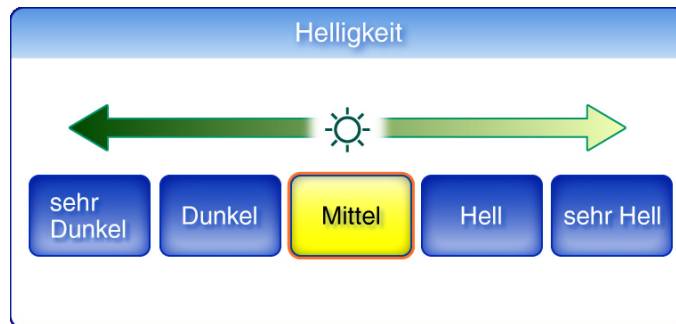 Helligkeit
sehr
Dunkel
Dunkel
Mittel
Hell
sehr Hell